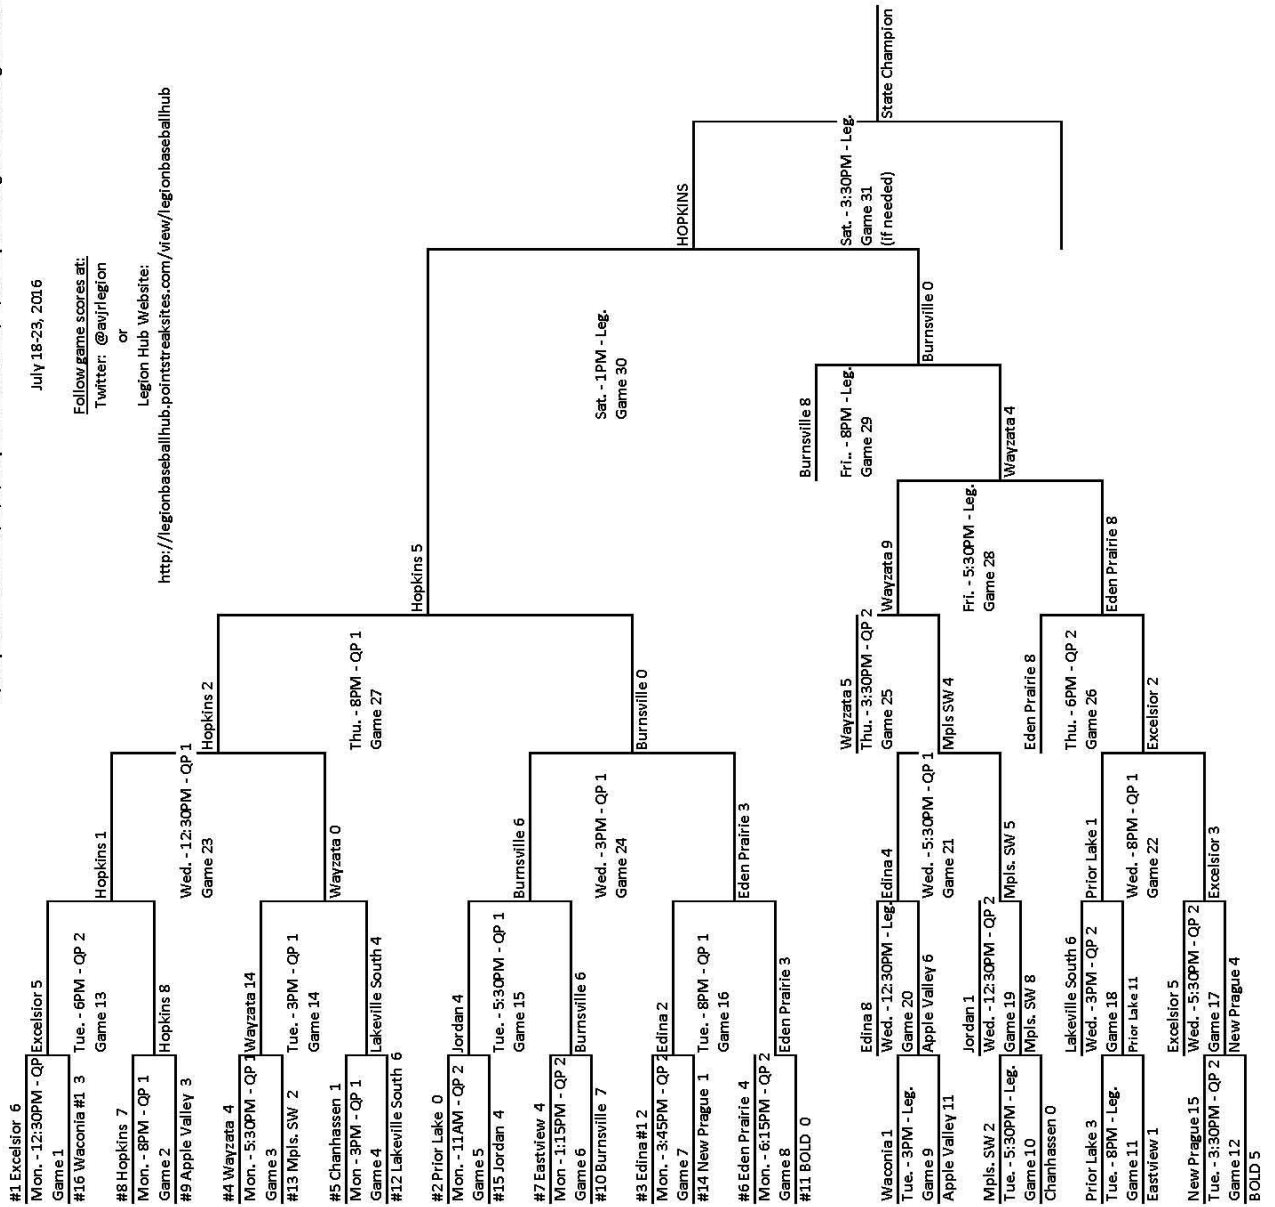 July 18-23, 2016
Follow game scores at:
Twitter: @avjrlegion
or
Legion Hub Website:
http://legionbaseballhub.pointstreaksites.com/view/legionbaseballhub
#1 Excelsior 6
Mon. - 12:30PM - QP
Game1
#16 Waconia #1 3
#8 Hopkins 7
Mon. - 8PM - QP 1
Game 2
#9 Apple Valley 3
#4 Wayzata 4
Mon. - 5:30PM - QP 1
Game 3
#13 Mpls. SW 2
#5 Chanhassen 1
Mon - 3PM - QP 1
Game 4
#12 Lakeville South 6
#2 Prior Lake 0
Mon. - 11AM - QP 2
Game 5
#15 Jordan 4
#7 Eastview 4
Mon. - 1:15PM - QP 2
Game 6
#10 Burnsville 7
#3 Edina #1 2
Mon. - 3:45PM - QP 2
Game 7
#14 New Prague 1
#6 Eden Prairie 4
Mon. - 6:15PM - QP 2
Game 8
#11 BOLD 0
Excelsior 5
Tue. - 6PM - QP 2
Game 13
Hopkins 8
Wayzata 14
Tue. - 3PM - QP 1
Game 14
Lakeville South 4
Jordan 4
Tue. - 5:30PM - QP 1
Game 15
Burnsville 6
Edina 2
Tue. - 8PM - QP 1
Game 16
Eden Prairie 3
Hopkins 1
Wed. - 12:30PM - QP 1
Game 23
Wayzata 0
Burnsville 6
Wed. - 3PM - QP 1
Game 24
Eden Prairie 3
Hopkins 2
Thu. - 8PM - QP 1
Game 27
Burnsville 0
Hopkins 5
Sat. - 1PM - Leg.
Game 30
Burnsville 0
HOPKINS
Sat. - 3:30PM - Leg.
Game 31
(if needed)
State Champion
Waconia 1
Tue. - 3PM - Leg.
Game 9
Apple Valley 11
Mpls. SW 2
Tue. - 5:30PM - Leg.
Game 10
Chanhassen 0
Prior Lake 3
Tue. - 8PM - Leg.
Game 11
Eastview 1
New Prague 15
Tue. - 3:30PM - QP 2
Game 12
BOLD 5
Edina 8
Wed. - 12:30PM - Leg.
Game 20
Apple Valley 6
Jordan 1
Wed. - 12:30PM - QP 2
Game 19
Mpls. SW 8
Lakeville South 6
Wed. - 3PM - QP 2
Game 18
Prior Lake 11
Excelsior 5
Wed. - 5:30PM - QP 2
Game 17
New Prague 4
Edina 4
Wed. - 5:30PM - QP 1
Game 21
Mpls. SW 5
Prior Lake 1
Wed. - 8PM - QP 1
Game 22
Excelsior 3
Wayzata 5
Thu. - 3:30PM - QP 2
Game 25
Mpls SW 4
Eden Prairie 8
Thu. - 6PM - QP 2
Game 26
Excelsior 2
Wayzata 9
Fri. - 5:30PM - Leg.
Game 28
Eden Prairie 8
Burnsville 8
Fri.. - 8PM - Leg.
Game 29
Wayzata 4